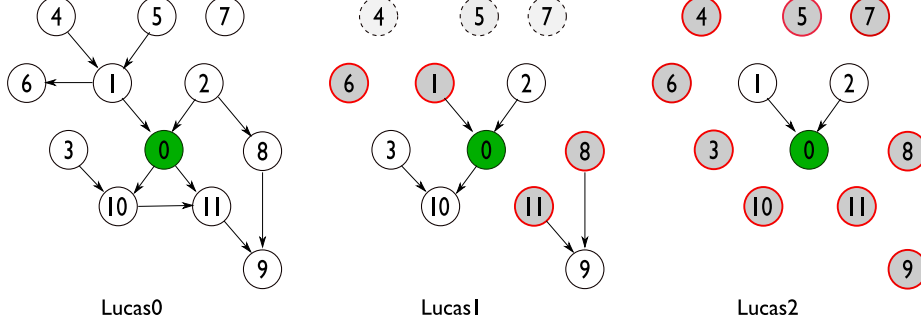 4 5 7 4 5 7 4 5 7
6 1 2 6 1 2 6 1 2
3 0 8 3 0 8 3 0 8
10 11 10 11 10 11
9 9 9
Lucas0 Lucas1 Lucas2